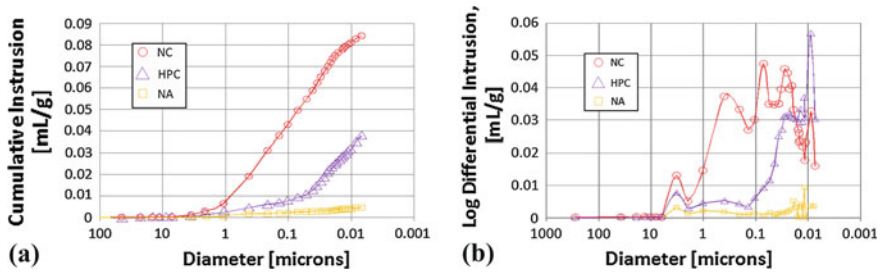 Cumulative Instrusion
[mL/g]
0.09
0.08
0.07
0.06
0.05
0.04
0.03
0.02
0.01
0
NC
HPC
NA
100
10
1
0.1
0.01
0.001
Diameter [microns]
(a)
Log Differential Intrusion,
[mL/g]
0.06
0.05
0.04
0.03
0.02
0.01
0
NC
HPC
NA
1000
100
10
1
0.1
0.01
0.001
Diameter [microns]
(b)